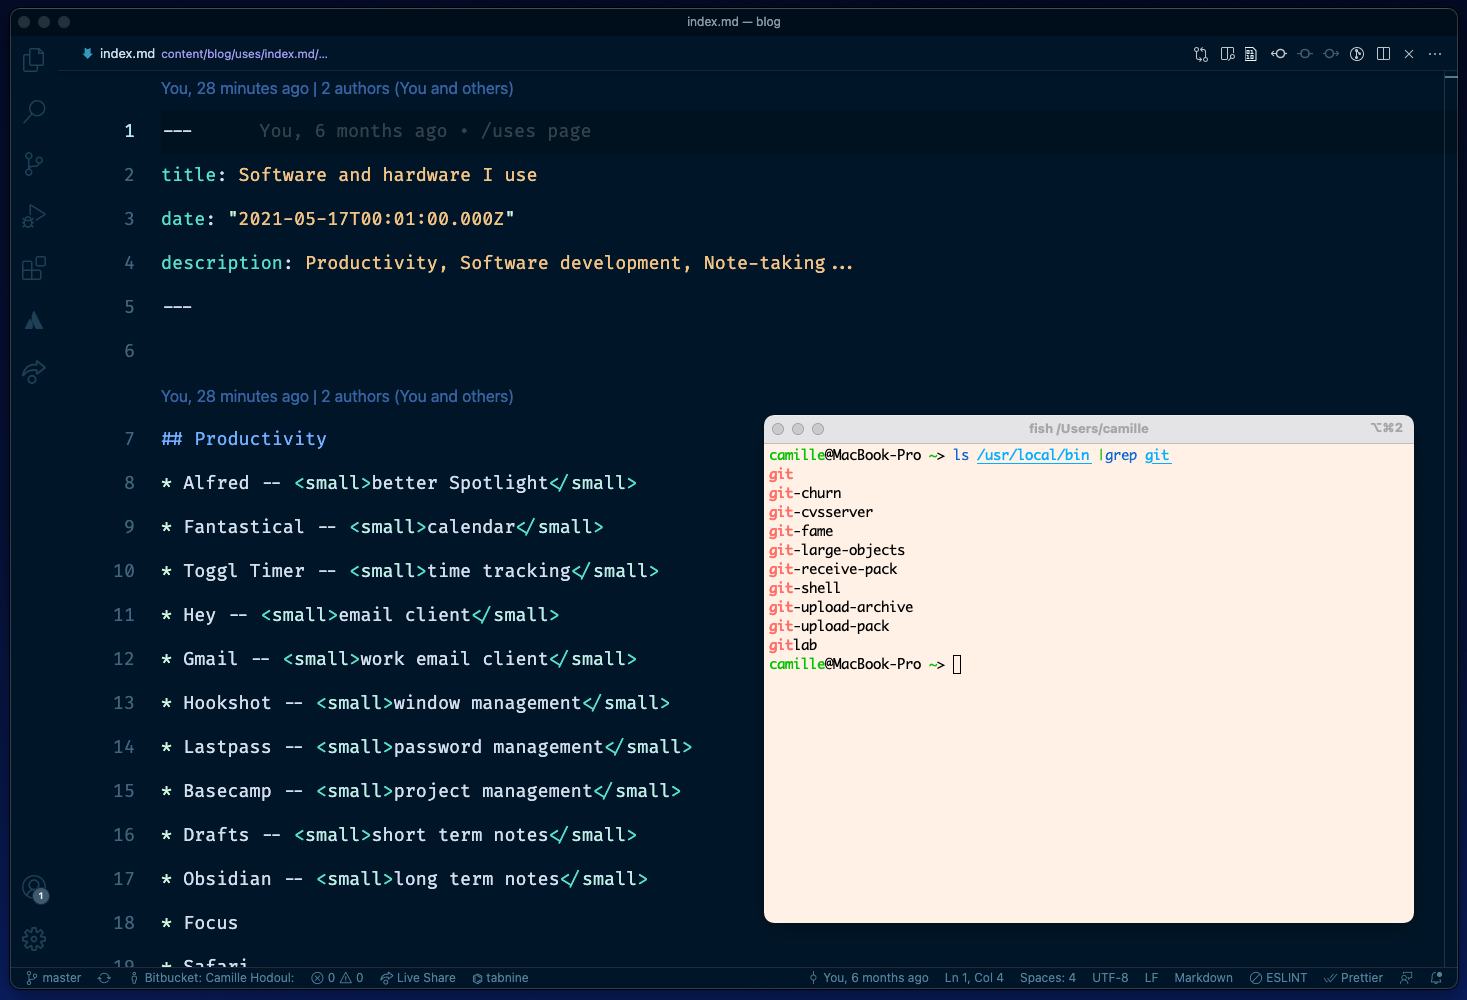 index.md — blog
index.md content/blog/uses/index.md/...
You, 28 minutes ago | 2 authors (You and others)
1 --- You, 6 months ago • /uses page
2 title: Software and hardware I use
3 date: "2021-05-17T00:01:00.000Z"
4 description: Productivity, Software development, Note-taking...
5 ---
6
You, 28 minutes ago | 2 authors (You and others)
7 ## Productivity
8 * Alfred -- <small>better Spotlight</small>
9 * Fantastical -- <small>calendar</small>
10 * Toggl Timer -- <small>time tracking</small>
11 * Hey -- <small>email client</small>
12 * Gmail -- <small>work email client</small>
13 * Hookshot -- <small>window management</small>
14 * Lastpass -- <small>password management</small>
15 * Basecamp -- <small>project management</small>
16 * Drafts -- <small>short term notes</small>
17 * Obsidian -- <small>long term notes</small>
18 * Focus
19 * Safari
fish /Users/camille ⌥⌘2
camille@MacBook-Pro ~> ls /usr/local/bin |grep git
git
git-churn
git-cvsserver
git-fame
git-large-objects
git-receive-pack
git-shell
git-upload-archive
git-upload-pack
gitlab
camille@MacBook-Pro ~>
1
master Bitbucket: Camille Hodoul: 0 0 Live Share tabnine You, 6 months ago Ln 1, Col 4 Spaces: 4 UTF-8 LF Markdown ESLINT Prettier